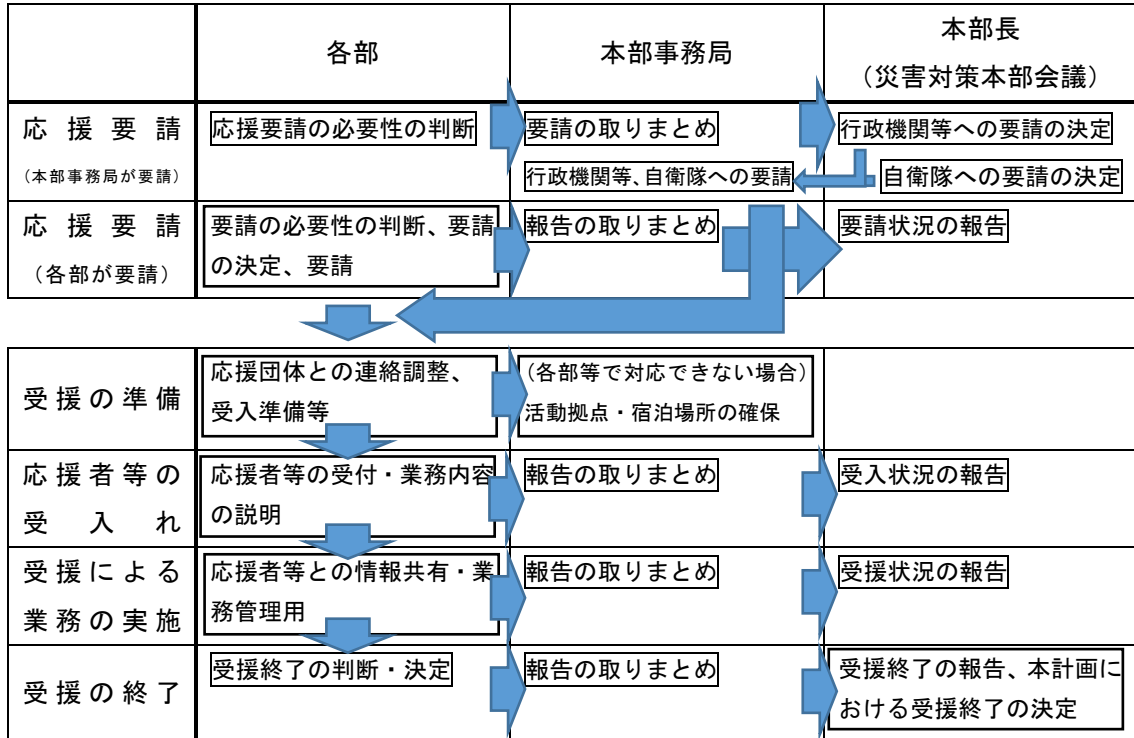 各部
本部事務局
本部長
（災害対策本部会議）
応援要請
（本部事務局が要請）
応援要請の必要性の判断
要請の取りまとめ
行政機関等への要請の決定
行政機関等、自衛隊への要請
自衛隊への要請の決定
応援要請
（各部が要請）
要請の必要性の判断、要請
の決定、要請
報告の取りまとめ
要請状況の報告
受援の準備
応援団体との連絡調整、
受入準備等
（各部等で対応できない場合）
活動拠点・宿泊場所の確保
応援者等の
受入れ
応援者等の受付・業務内容
の説明
報告の取りまとめ
受入状況の報告
受援による
業務の実施
応援者等との情報共有・業
務管理用
報告の取りまとめ
受援状況の報告
受援の終了
受援終了の判断・決定
報告の取りまとめ
受援終了の報告、本計画に
おける受援終了の決定